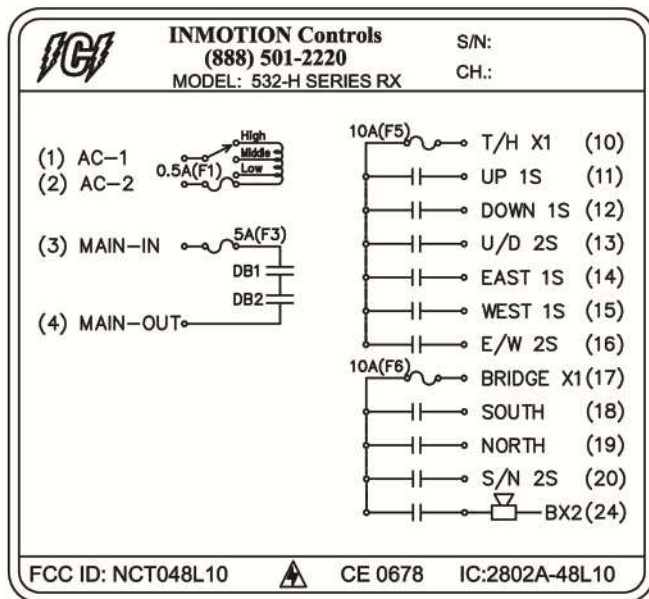 ICI
INMOTION Controls
(888) 501-2220
MODEL: 532-H SERIES RX
S/N:
CH.:
(1) AC-1
(2) AC-2
0.5A(F1)
High
Middle
Low
(3) MAIN-IN
5A(F3)
DB1
DB2
(4) MAIN-OUT
10A(F5)
T/H X1 (10)
UP 1S (11)
DOWN 1S (12)
U/D 2S (13)
EAST 1S (14)
WEST 1S (15)
E/W 2S (16)
10A(F6)
BRIDGE X1(17)
SOUTH (18)
NORTH (19)
S/N 2S (20)
BX2(24)
FCC ID: NCT048L10 CE 0678 IC:2802A-48L10